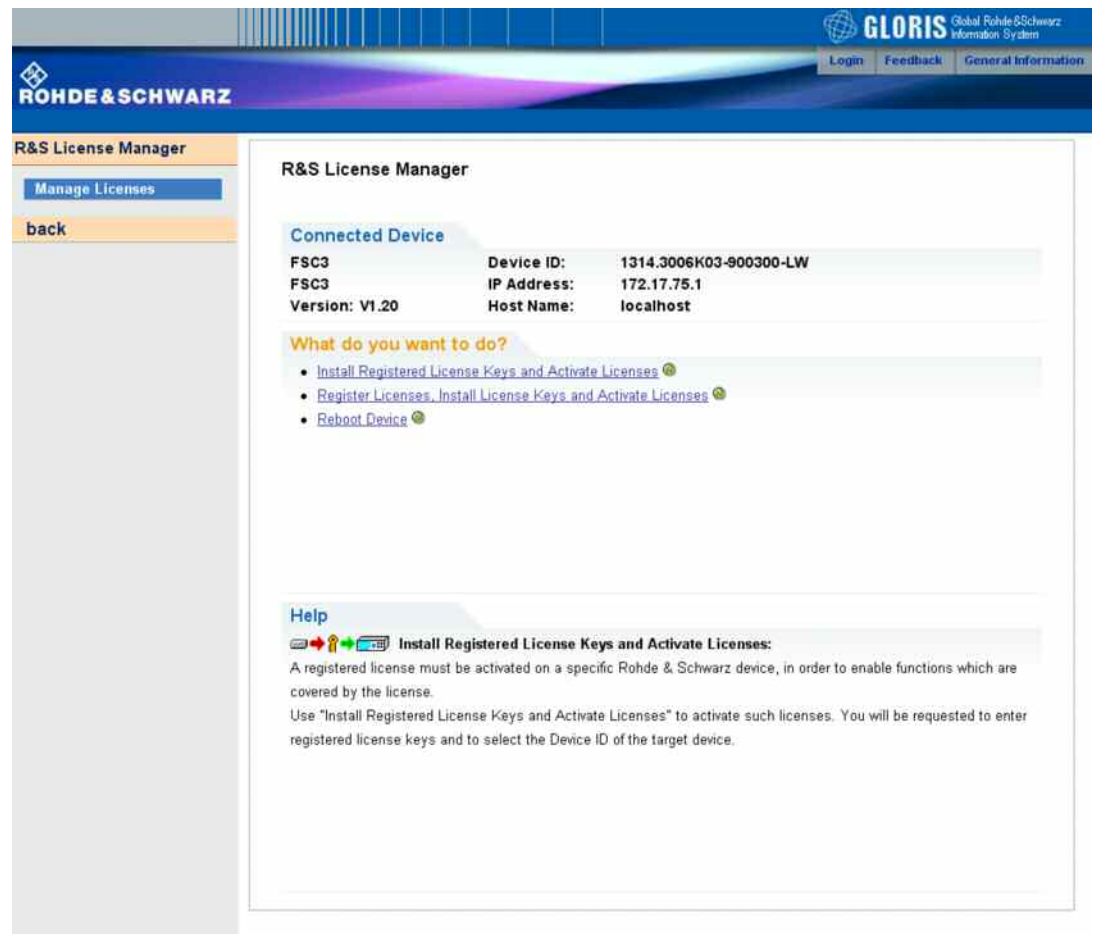 GLORIS Global Rohde&Schwarz
Information System
Login Feedback General Information
ROHDE&SCHWARZ
R&S License Manager
Manage Licenses
back
R&S License Manager
Connected Device
FSC3 Device ID: 1314.3006K03-900300-LW
FSC3 IP Address: 172.17.75.1
Version: V1.20 Host Name: localhost
What do you want to do?
• Install Registered License Keys and Activate Licenses
• Register Licenses, Install License Keys and Activate Licenses
• Reboot Device
Help
Install Registered License Keys and Activate Licenses:
A registered license must be activated on a specific Rohde & Schwarz device, in order to enable functions which are
covered by the license.
Use "Install Registered License Keys and Activate Licenses" to activate such licenses. You will be requested to enter
registered license keys and to select the Device ID of the target device.